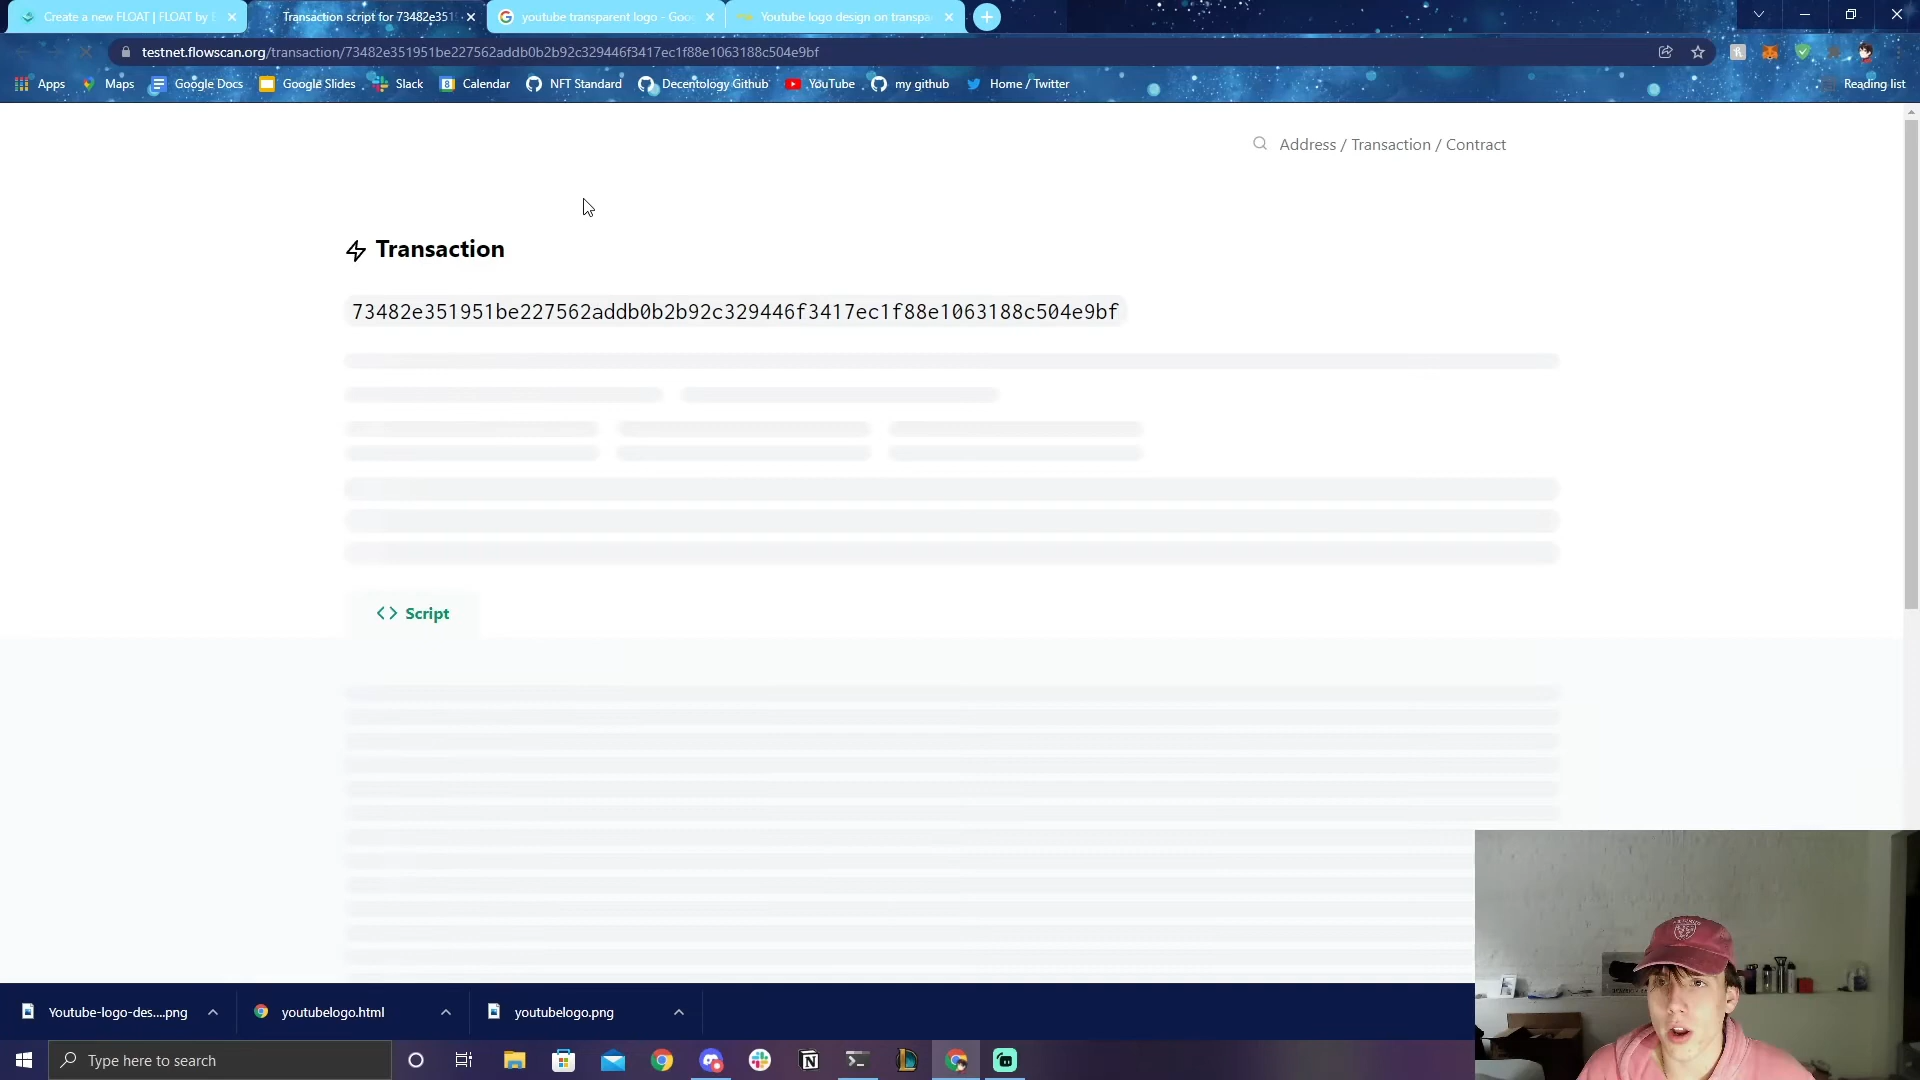 Create a new FLOAT | FLOAT by
Transaction script for 73482e351
youtube transparent logo - Goo
Youtube logo design on transpa
testnet.flowscan.org/transaction/73482e351951be227562addb0b2b92c329446f3417ec1f88e1063188c504e9bf
Apps
Maps
Google Docs
Google Slides
Slack
Calendar
NFT Standard
Decentology Github
YouTube
my github
Home / Twitter
Reading list
Address / Transaction / Contract
Transaction
73482e351951be227562addb0b2b92c329446f3417ec1f88e1063188c504e9bf
<> Script
Youtube-logo-des....png
youtubelogo.html
youtubelogo.png
Type here to search